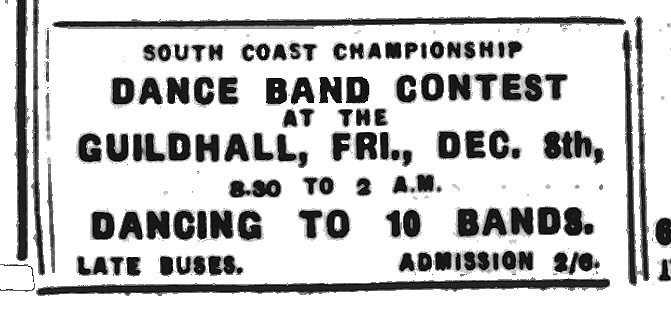 SOUTH COAST CHAMPIONSHIP
DANCE BAND CONTEST
AT THE
GUILDHALL, FRI., DEC. 8th,
8.30 TO 2 A.M.
DANCING TO 10 BANDS.
LATE BUSES. ADMISSION 2/6.